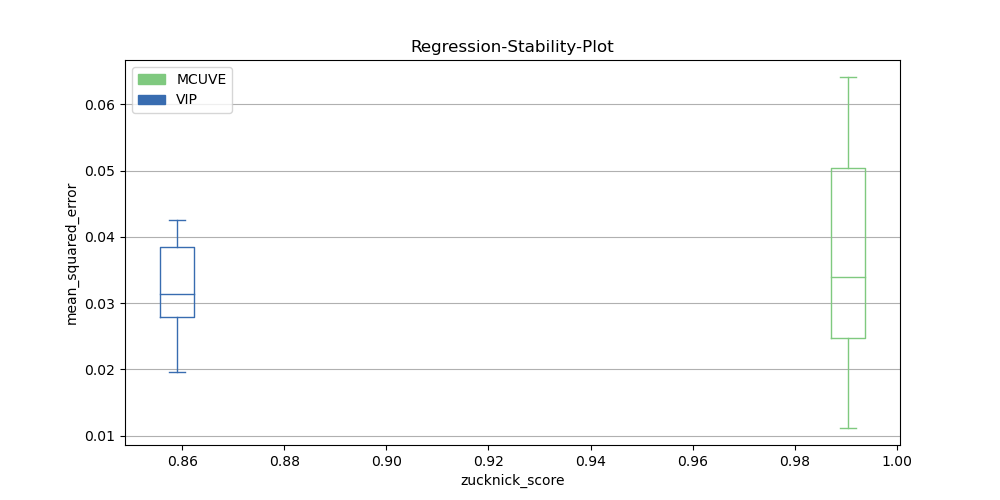 Regression-Stability-Plot
MCUVE
VIP
mean_squared_error
0.06
0.05
0.04
0.03
0.02
0.01
0.86 0.88 0.90 0.92 0.94 0.96 0.98 1.00
zucknick_score